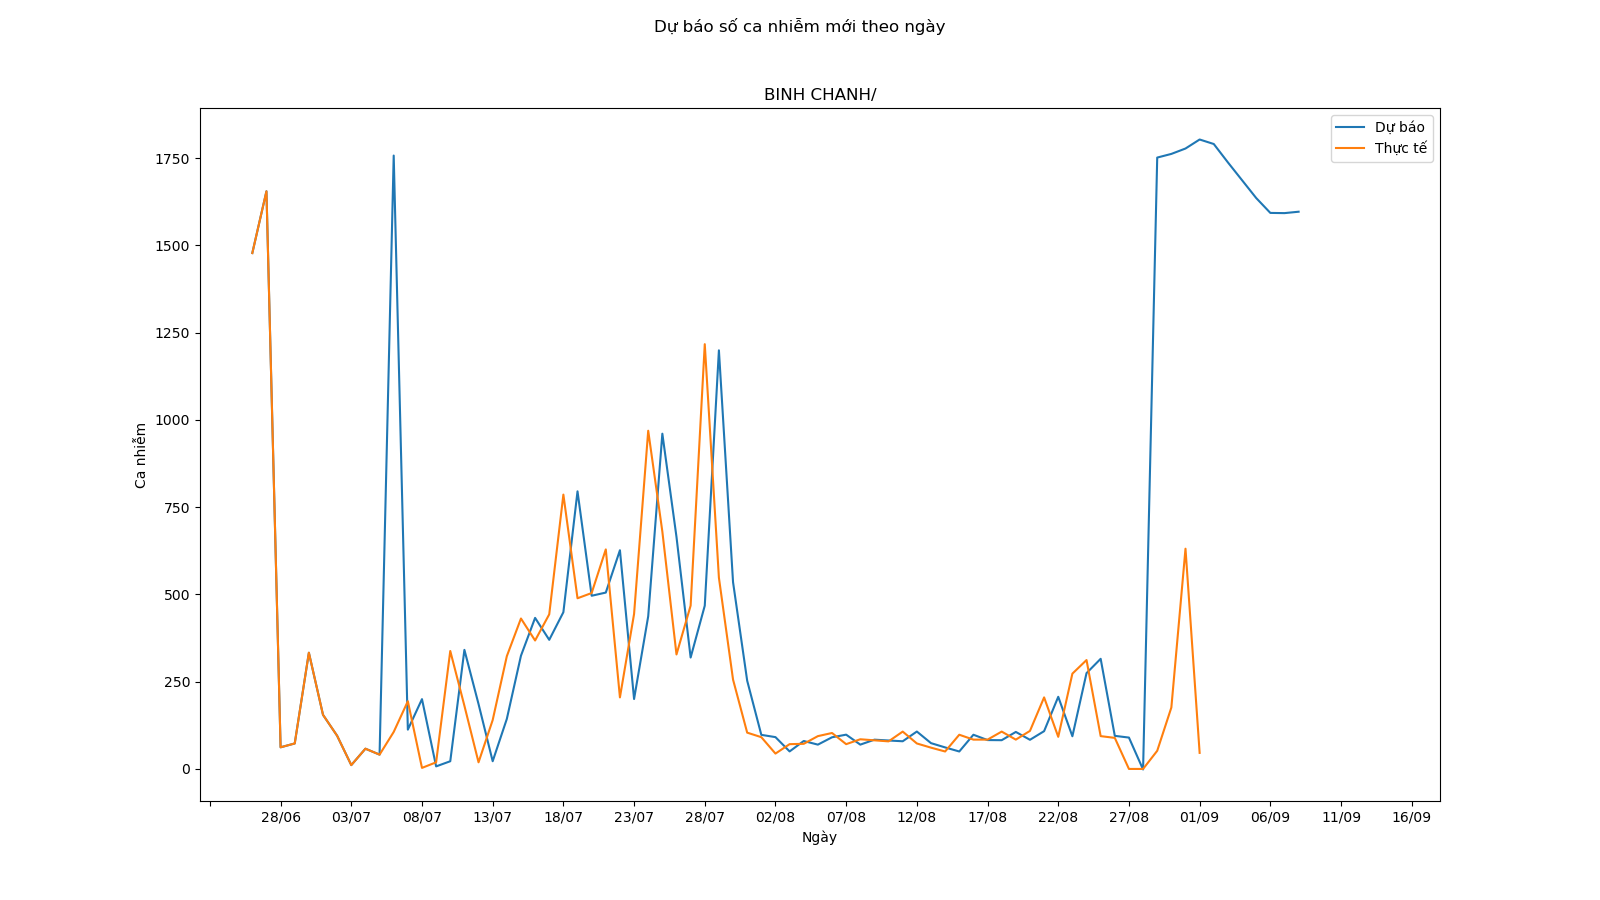 Dự báo số ca nhiễm mới theo ngày
BINH CHANH/
Dự báo
Thực tế
1750
1500
1250
1000
750
500
250
0
Ca nhiễm
28/06 03/07 08/07 13/07 18/07 23/07 28/07 02/08 07/08 12/08 17/08 22/08 27/08 01/09 06/09 11/09 16/09
Ngày